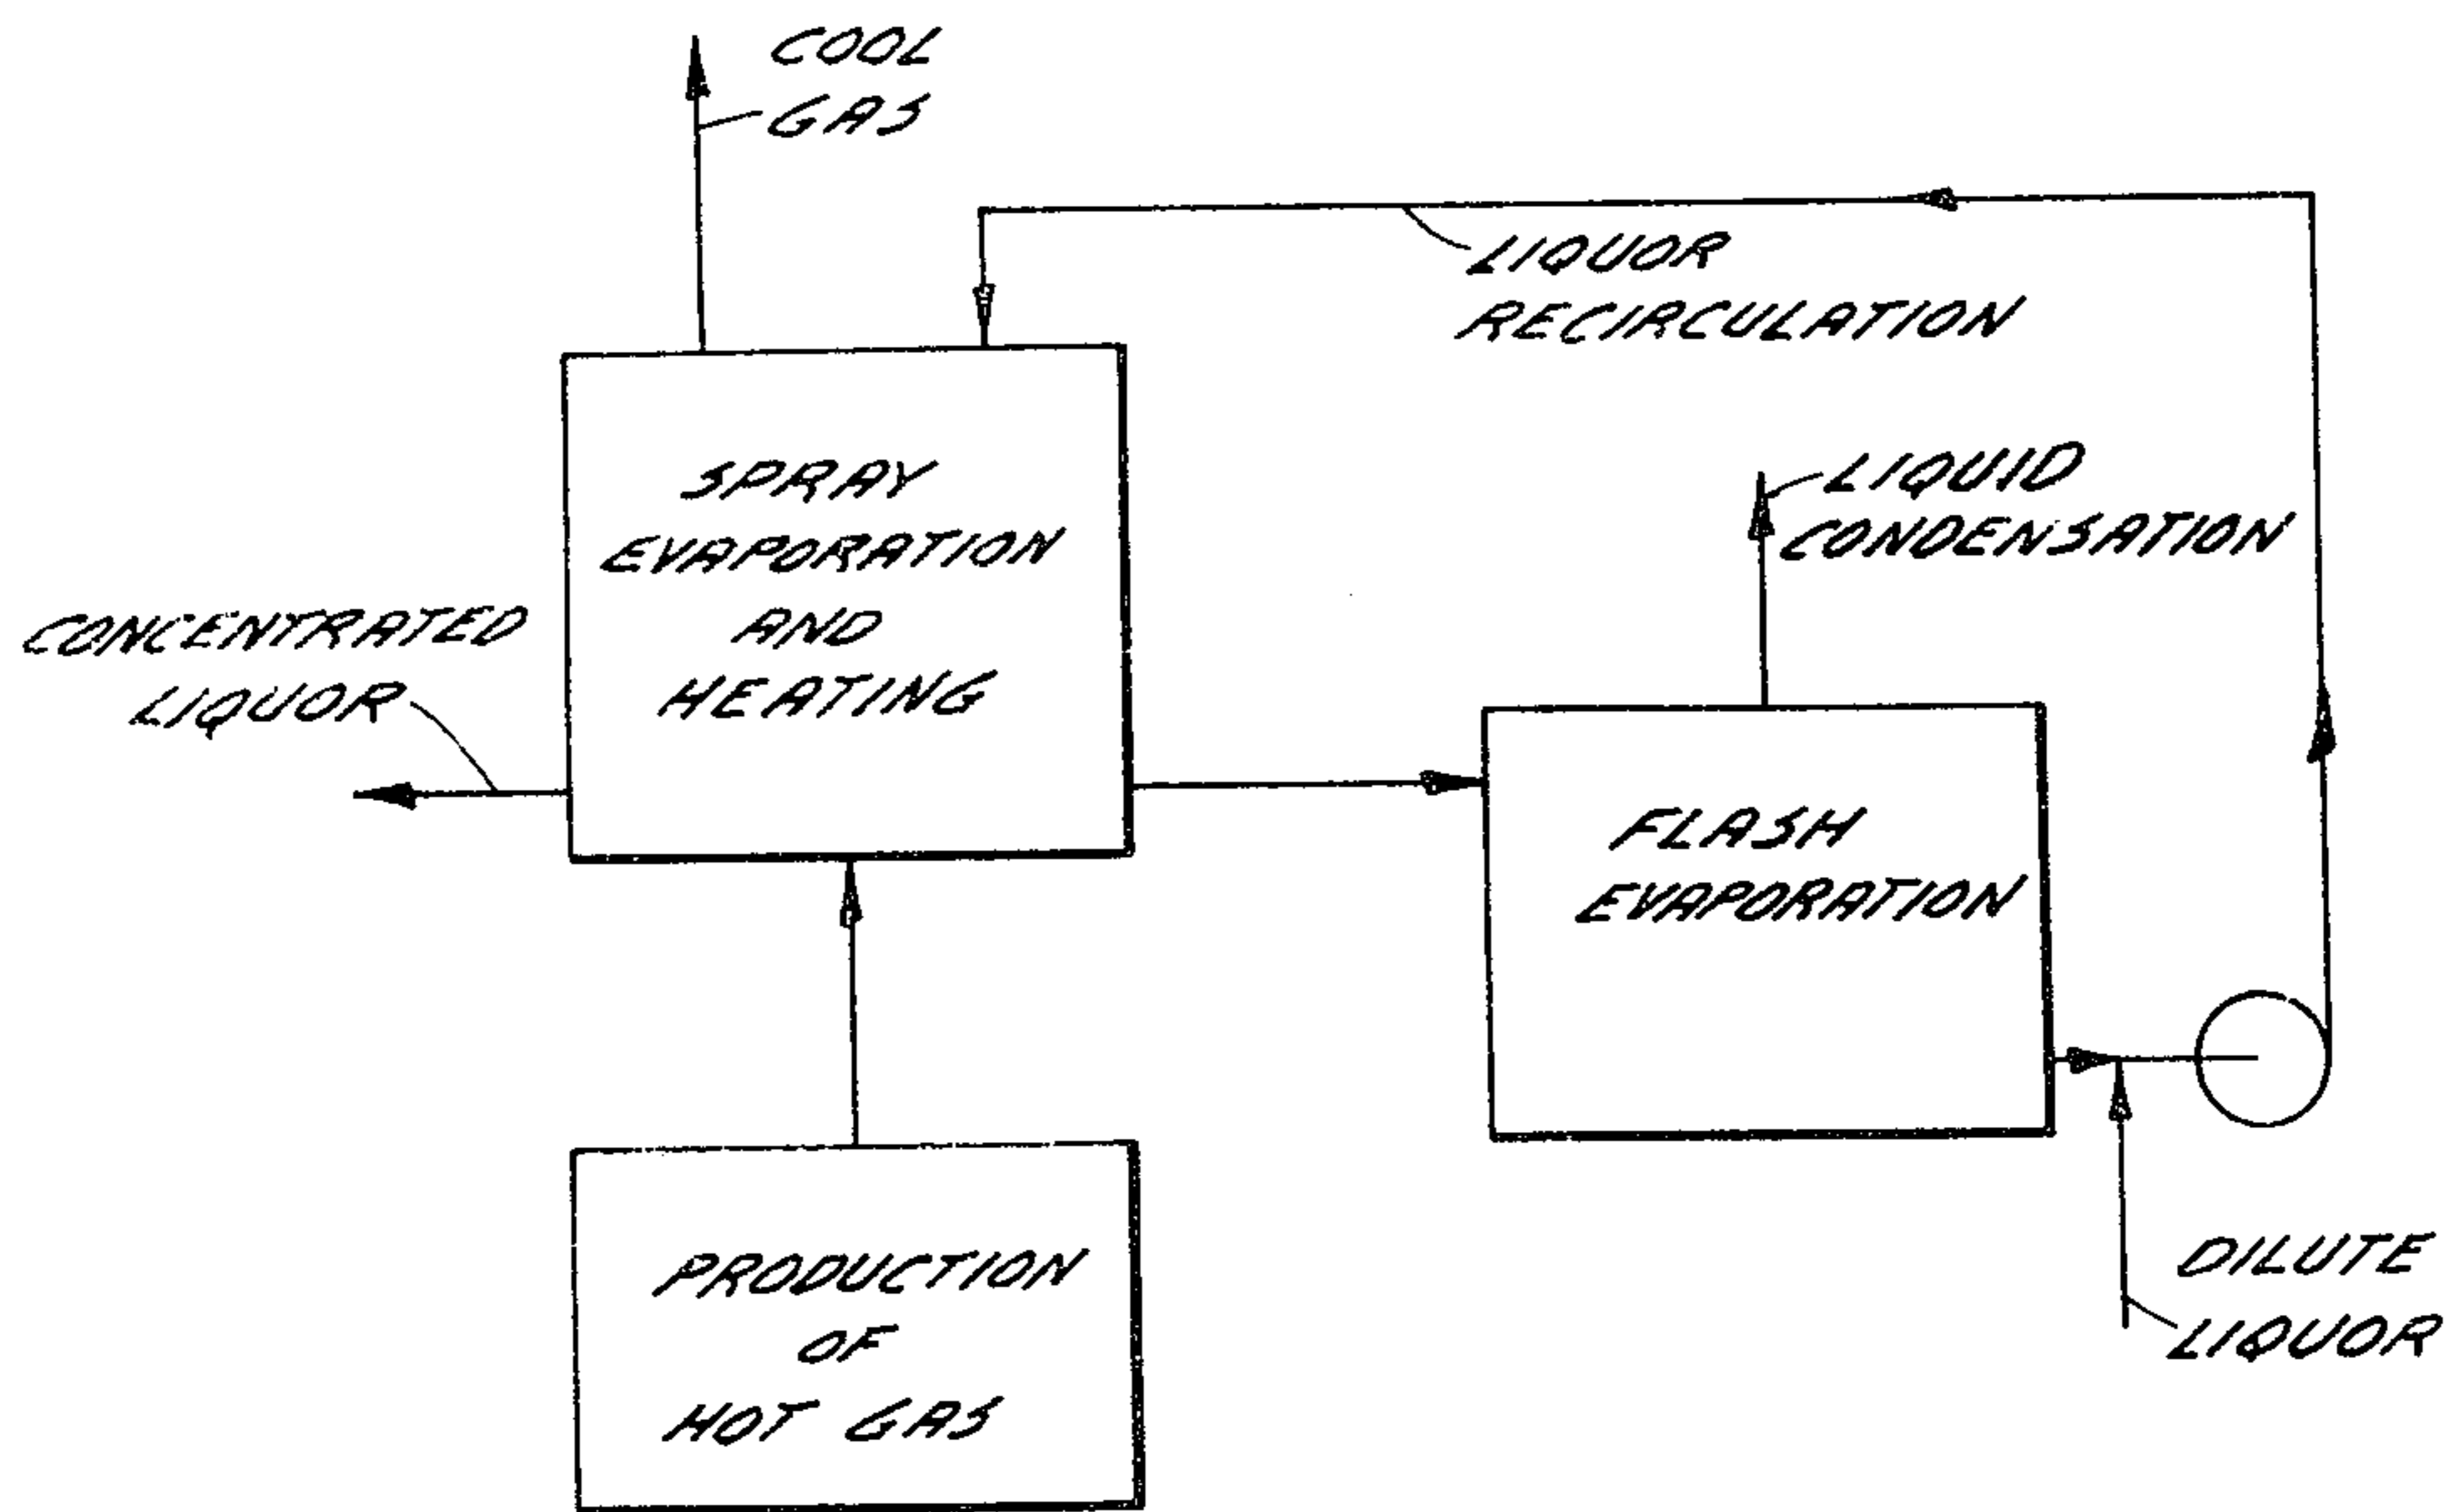 COOL
GAS
LIQUOR
RECIRCULATION
SPRAY
EVAPORATION
AND
HEATING
LIQUID
CONDENSATION
CONCENTRATED
LIQUOR
FLASH
EVAPORATION
PRODUCTION
OF
HOT GAS
DILUTE
LIQUOR